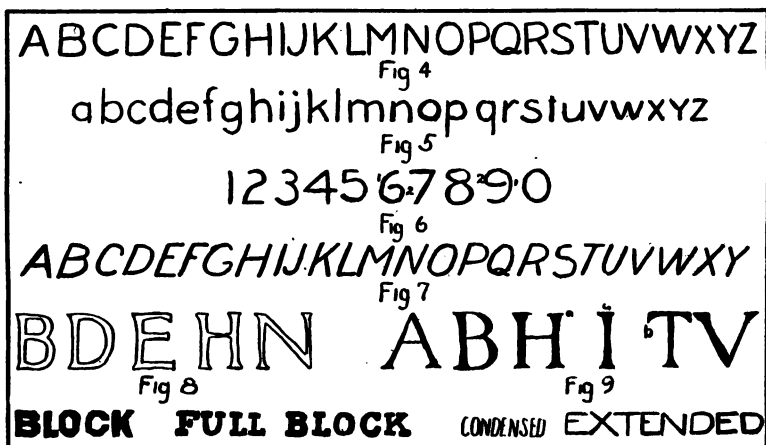 ABCDEFGHIJKLMNOPQRSTUVWXYZ
Fig 4
abcdefghijklmnopqrstuvwxyz
Fig 5
1234567890
Fig 6
ABCDEFGHIJKLMNOPQRSTUVWXY
Fig 7
BDEHN ABHITV
Fig 8 Fig 9
BLOCK FULL BLOCK CONDENSED EXTENDED